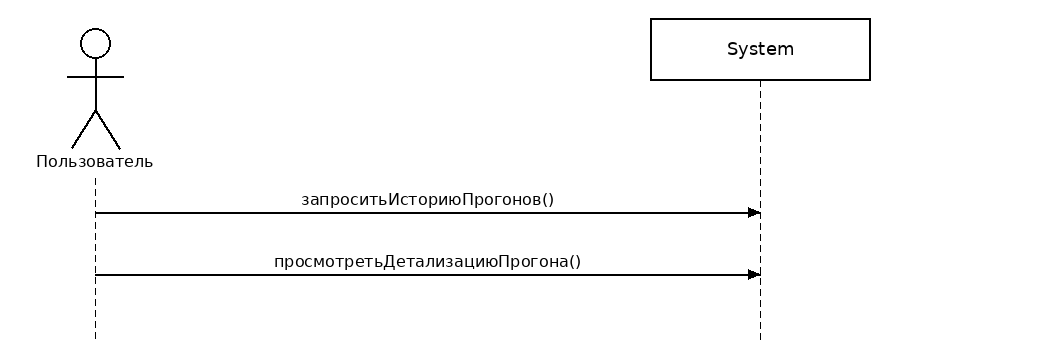 System
Пользователь
запроситьИсториюПрогонов()
просмотретьДетализациюПрогона()